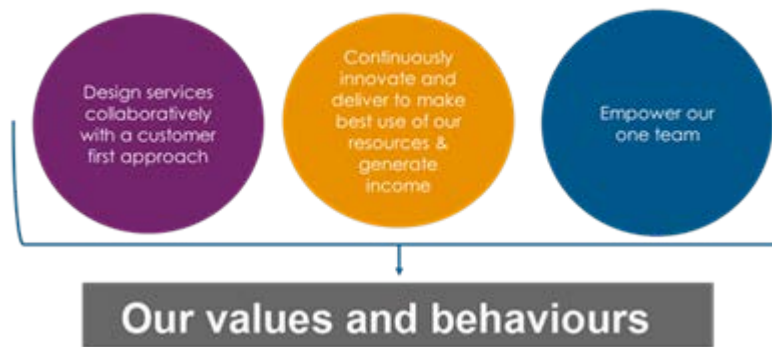 Design services
collaboratively
with a customer
first approach
Continuously
innovate and
deliver to make
best use of our
resources &
generate
income
Empower our
one team
Our values and behaviours